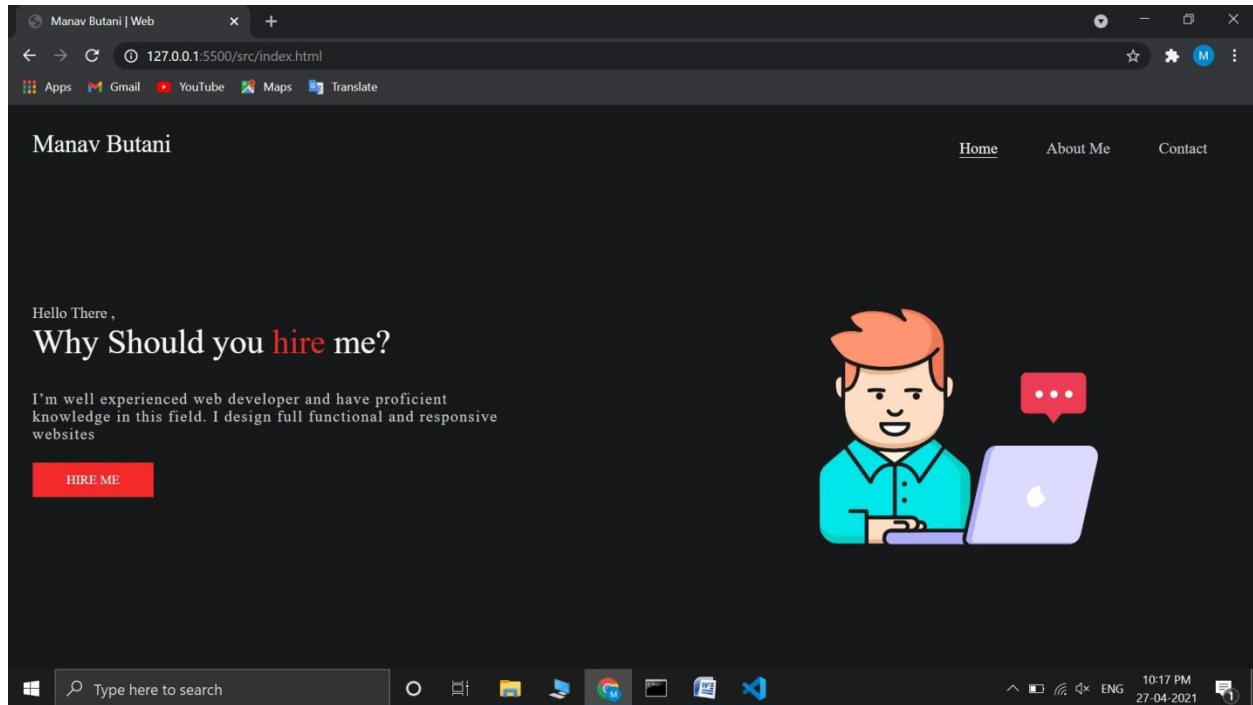 Manav Butani | Web
127.0.0.1:5500/src/index.html
M
Apps Gmail YouTube Maps Translate
Manav Butani
Home About Me Contact
Hello There ,
Why Should you hire me?
I'm well experienced web developer and have proficient
knowledge in this field. I design full functional and responsive
websites
HIRE ME
Type here to search
ENG
10:17 PM
27-04-2021
1